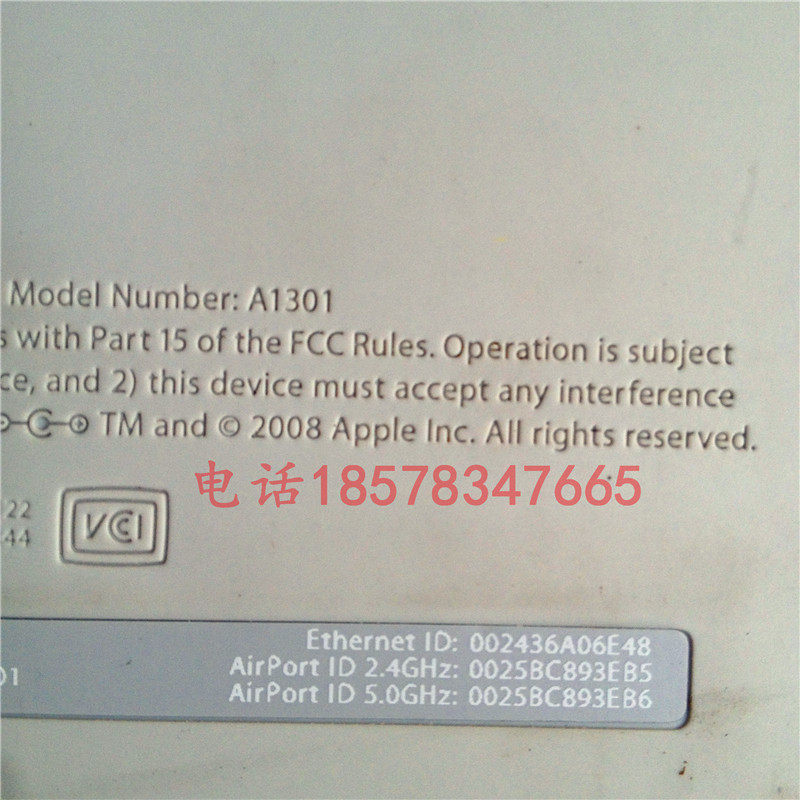 Model Number: A1301
s with Part 15 of the FCC Rules. Operation is subject
ce, and 2) this device must accept any interference
TM and © 2008 Apple Inc. All rights reserved.
电话18578347665
22
44
VCI
Ethernet ID: 002436A06E48
AirPort ID 2.4GHz: 0025BC893EB5
01
AirPort ID 5.0GHz: 0025BC893EB6